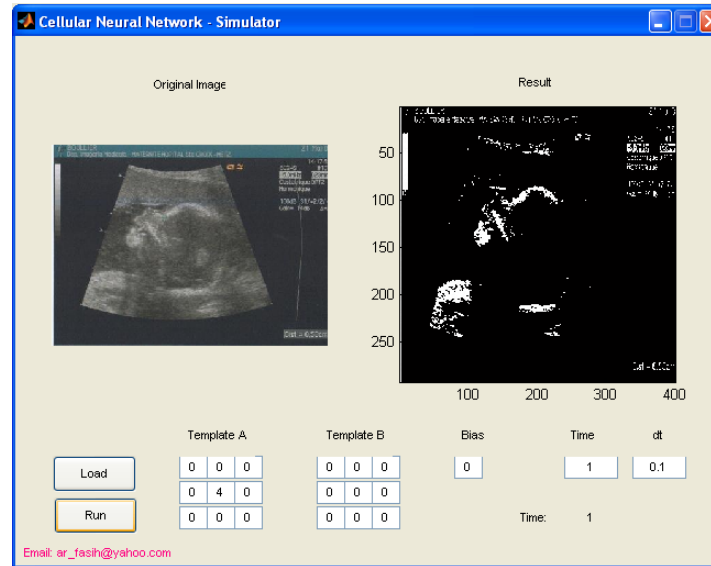 Cellular Neural Network - Simulator
Original Image
Result
50
100
150
200
250
100 200 300 400
Template A Template B Bias Time dt
Load
Run
0 0 0
0 4 0
0 0 0
0 0 0
0 0 0
0 0 0
0
1
0.1
Time: 1
Email: ar_fasih@yahoo.com